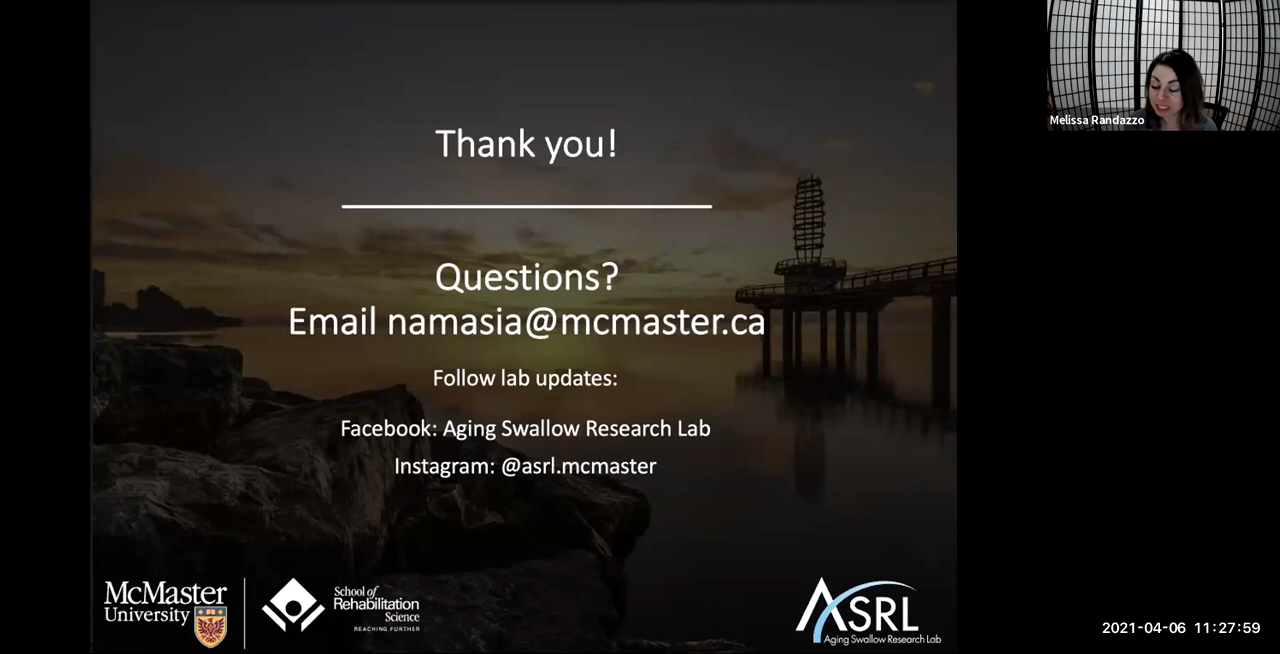 Thank you!
Questions?
Email namasia@mcmaster.ca
Follow lab updates:
Facebook: Aging Swallow Research Lab
Instagram: @asrl.mcmaster
McMaster
University
School of
Rehabilitation
Science
REACHING FURTHER
ASRL
Aging Swallow Research Lab
Melissa Randazzo
2021-04-06 11:27:59